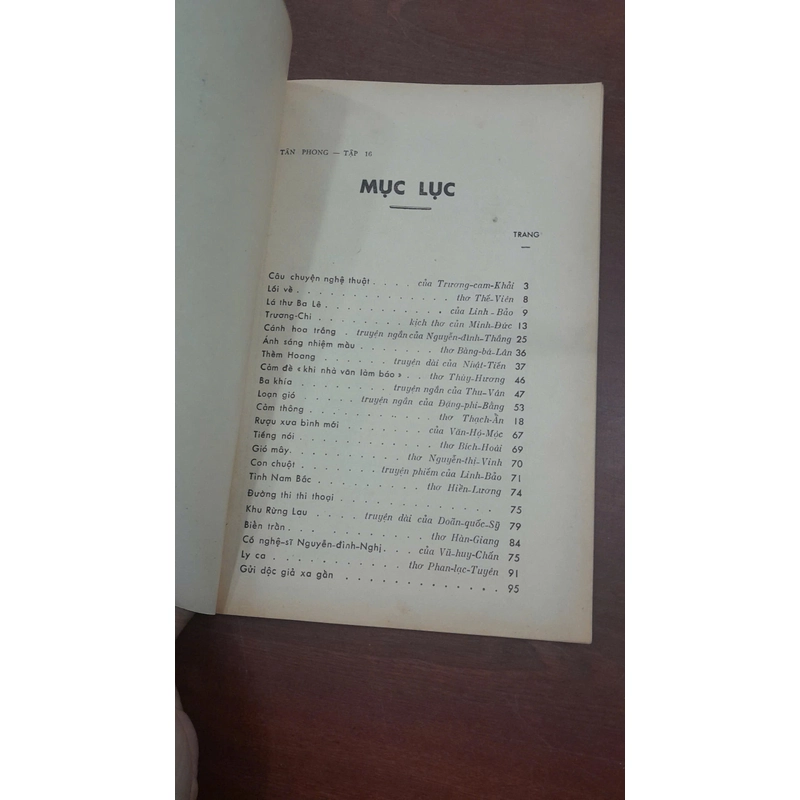 TÂN PHONG — TẬP 16
MỤC LỤC
TRANG
Câu chuyện nghệ thuật . . . . của Trương-cam-Khải 3
Lối về . . . . . . . . . . . . . thơ Thế-Viên 8
Lá thư Ba Lê . . . . . . . . . . . của Linh-Bảo 9
Trương-Chi . . . . . . . . kịch thơ của Minh-Đức 13
Cánh hoa trắng . truyện ngắn của Nguyễn-đình-Thắng 25
Ánh sáng nhiệm mầu . . . . . . . thơ Bàng-bá-Lân 36
Thềm Hoang . . . . . . . truyện dài của Nhật-Tiến 37
Cảm đề « khi nhà văn làm báo » . . thơ Thùy-Hương 46
Ba khía . . . . . . . . truyện ngắn của Thu-Vân 47
Loạn gió . . . . . truyện ngắn của Đặng-phi-Bằng 53
Cảm thông . . . . . . . . . . . . thơ Thạch-Ẩn 18
Rượu xưa bình mới . . . . . . . của Văn-Hộ-Mộc 67
Tiếng nói . . . . . . . . . . . . thơ Bích-Hoài 69
Gió mây. . . . . . . . . . thơ Nguyễn-thị-Vinh 70
Con chuột . . . . . . . truyện phiếm của Linh-Bảo 71
Tình Nam Bắc . . . . . . . . . . thơ Hiền-Lương 74
Đường thi thi thoại . . . . . . . . . . . . . 75
Khu Rừng Lau . . . . truyện dài của Doãn-quốc-Sỹ 79
Biển trần . . . . . . . . . . . . thơ Hàn-Giang 84
Cố nghệ-sĩ Nguyễn-đình-Nghị . . . của Vũ-huy-Chấn 75
Ly ca . . . . . . . . . . . . thơ Phan-lạc-Tuyên 91
Gửi độc giả xa gần . . . . . . . . . . . . . 95